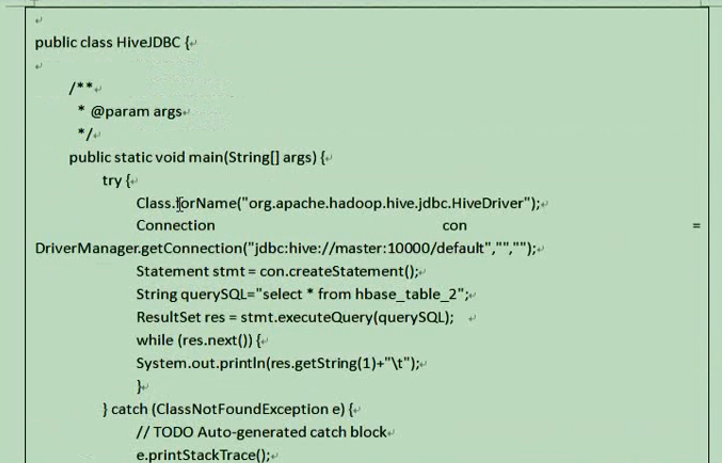 public class HiveJDBC {
/**
* @param args
*/
public static void main(String[] args) {
try {
Class.forName("org.apache.hadoop.hive.jdbc.HiveDriver");
Connection con =
DriverManager.getConnection("jdbc:hive://master:10000/default","","");
Statement stmt = con.createStatement();
String querySQL="select * from hbase_table_2";
ResultSet res = stmt.executeQuery(querySQL);
while (res.next()) {
System.out.println(res.getString(1)+"\t");
}
} catch (ClassNotFoundException e) {
// TODO Auto-generated catch block
e.printStackTrace();